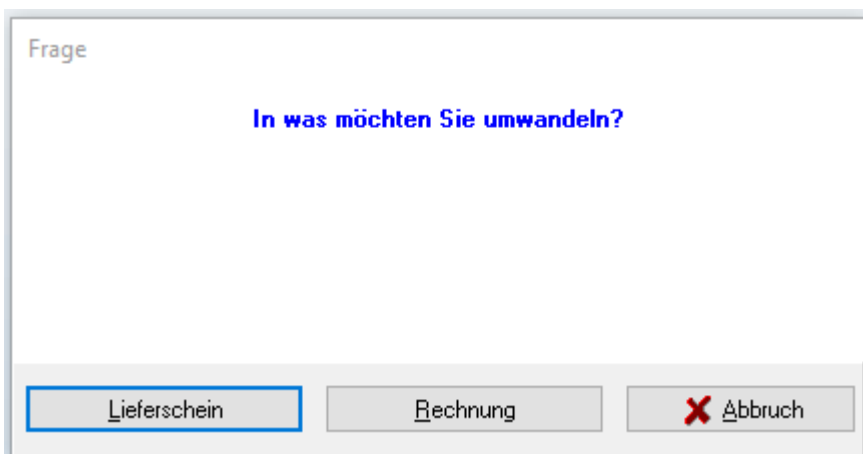 Frage
In was möchten Sie umwandeln?
Lieferschein Rechnung Abbruch